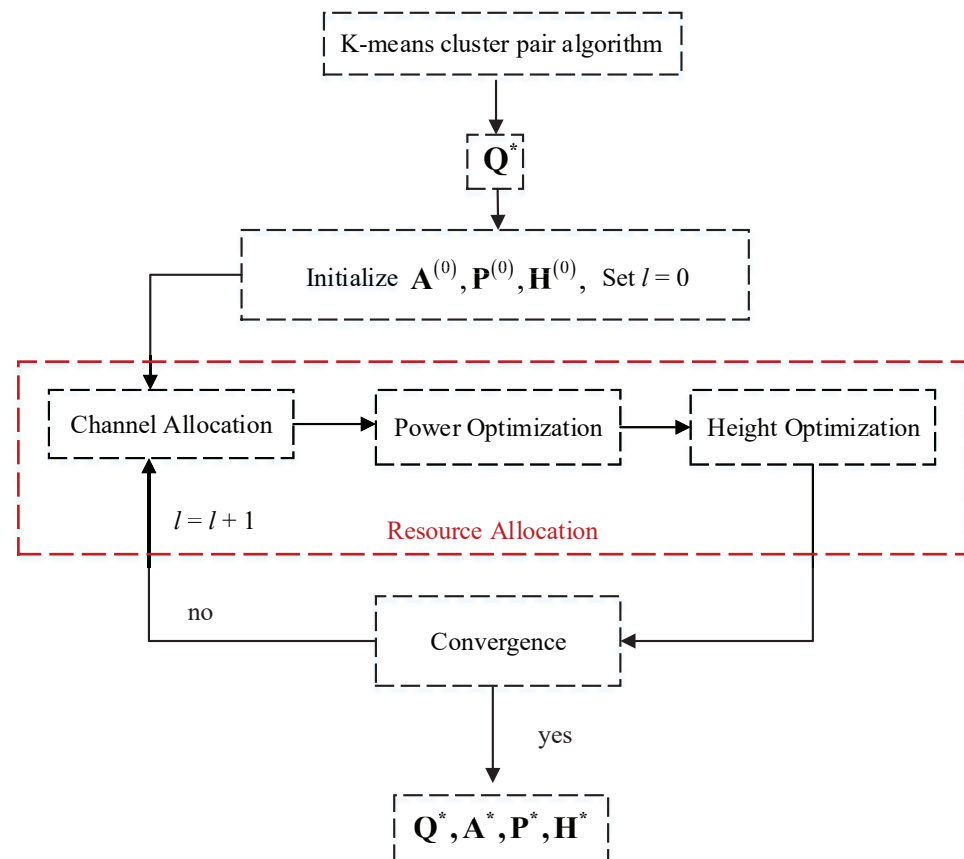 K-means cluster pair algorithm
Q*
Initialize A^(0), P^(0), H^(0), Set l = 0
Channel Allocation
Power Optimization
Height Optimization
l = l + 1
Resource Allocation
no
Convergence
yes
Q*, A*, P*, H*